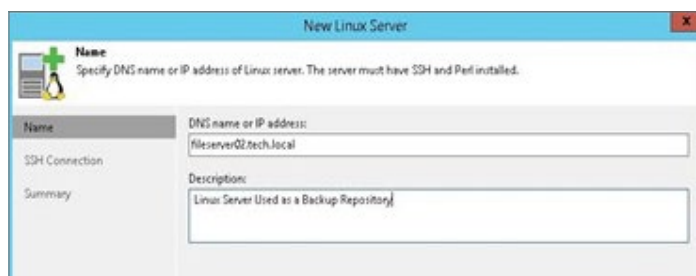 New Linux Server
X
Name
Specify DNS name or IP address of Linux server. The server must have SSH and Perl installed.
Name
DNS name or IP address:
fileserver02.tech.local
SSH Connection
Description:
Summary
Linux Server Used as a Backup Repository